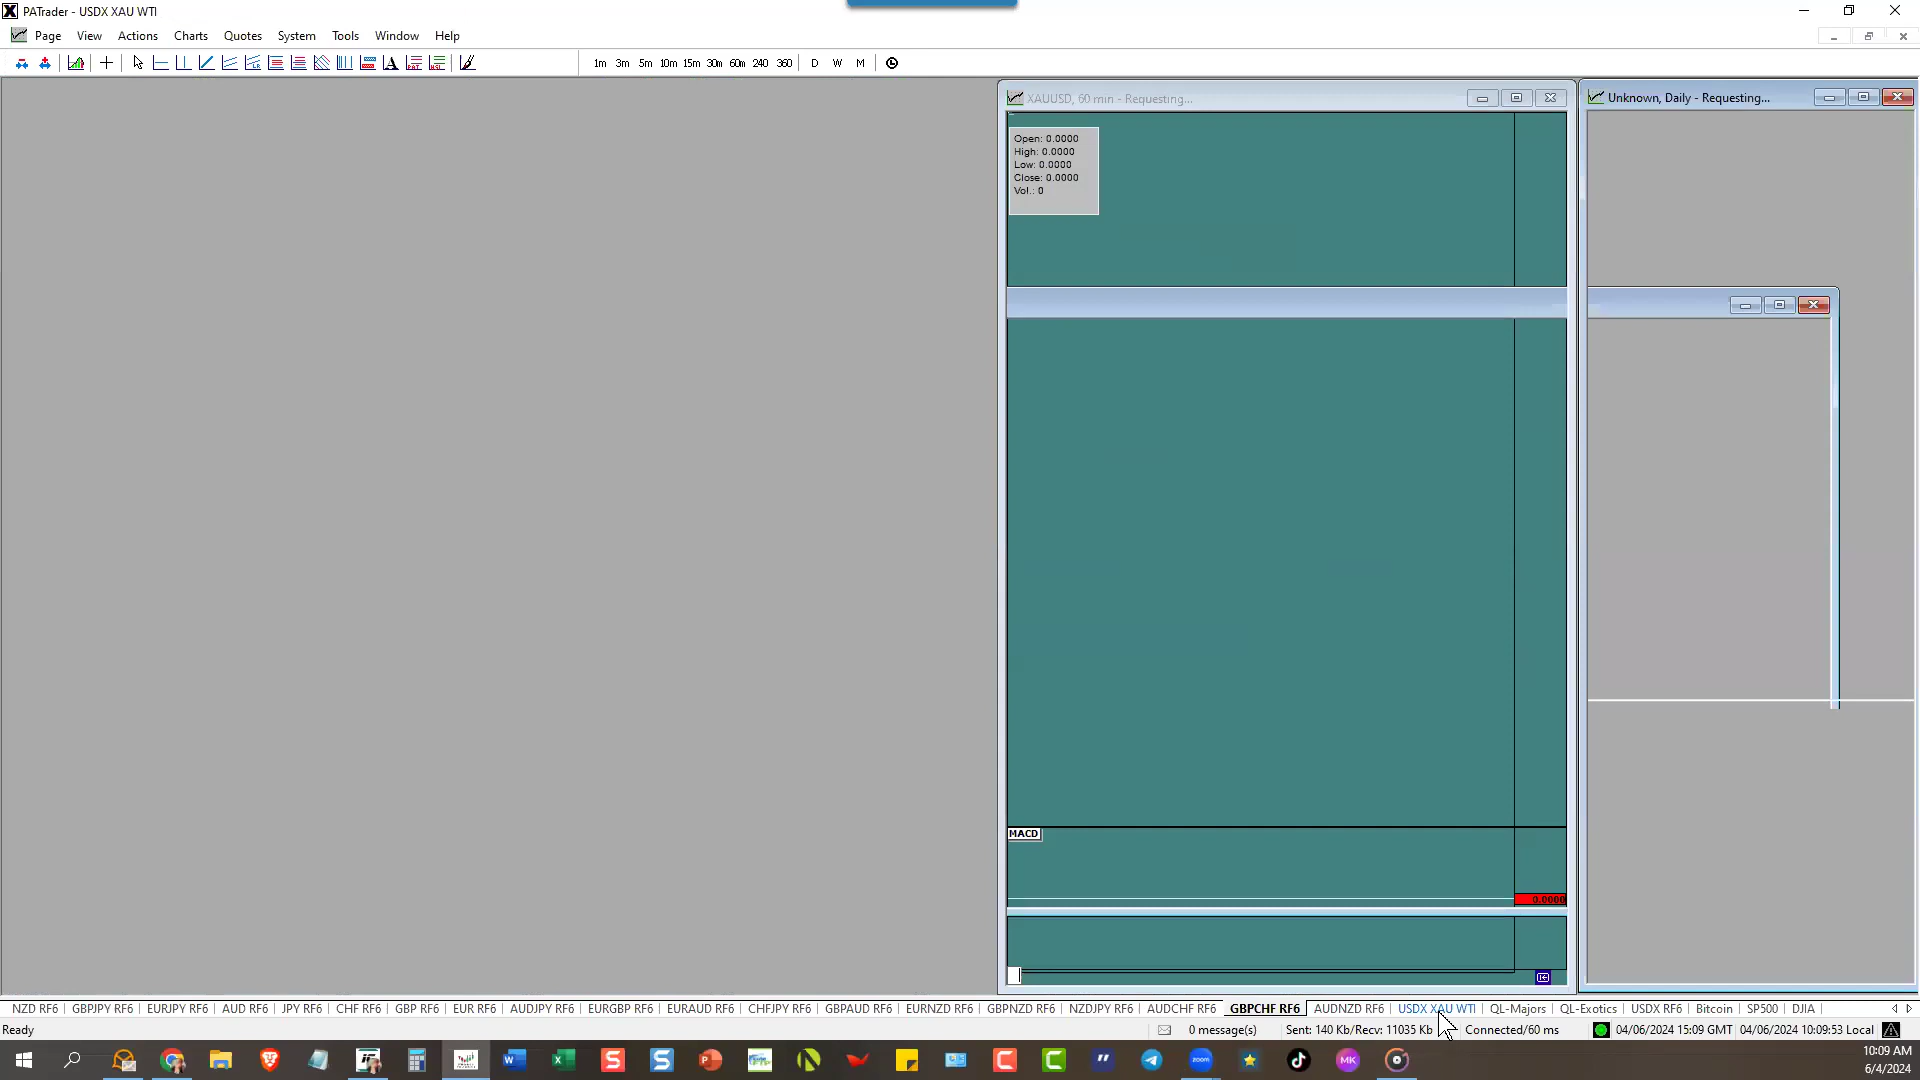 PATrader - USDX XAU WTI
Page View Actions Charts Quotes System Tools Window Help
1m 3m 5m 10m 15m 30m 60m 240 360 D W M
XAUUSD, 60 min - Requesting...
Unknown, Daily - Requesting...
Open: 0.0000
High: 0.0000
Low: 0.0000
Close: 0.0000
Vol.: 0
MACD
0.0000
NZD RF6 GBPJPY RF6 EURJPY RF6 AUD RF6 JPY RF6 CHF RF6 GBP RF6 EUR RF6 AUDJPY RF6 EURGBP RF6 EURAUD RF6 CHFJPY RF6 GBPAUD RF6 EURNZD RF6 GBPNZD RF6 NZDJPY RF6 AUDCHF RF6 GBPCHF RF6 AUDNZD RF6 USDX XAU WTI QL-Majors QL-Exotics USDX RF6 Bitcoin SP500 DJIA
Ready 0 message(s) Sent: 140 Kb/Recv: 11035 Kb Connected/60 ms 04/06/2024 15:09 GMT 04/06/2024 10:09:53 Local
zoom MK
10:09 AM
6/4/2024